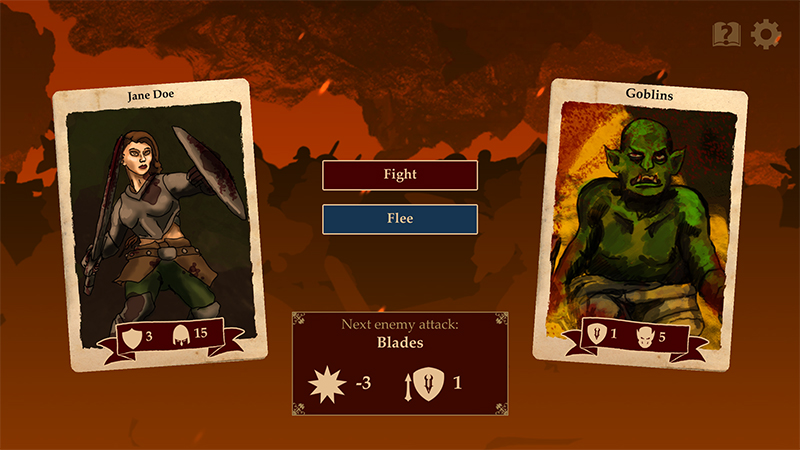 Jane Doe
Goblins
?
Fight
Flee
Next enemy attack:
Blades
-3
1
3
15
1
5